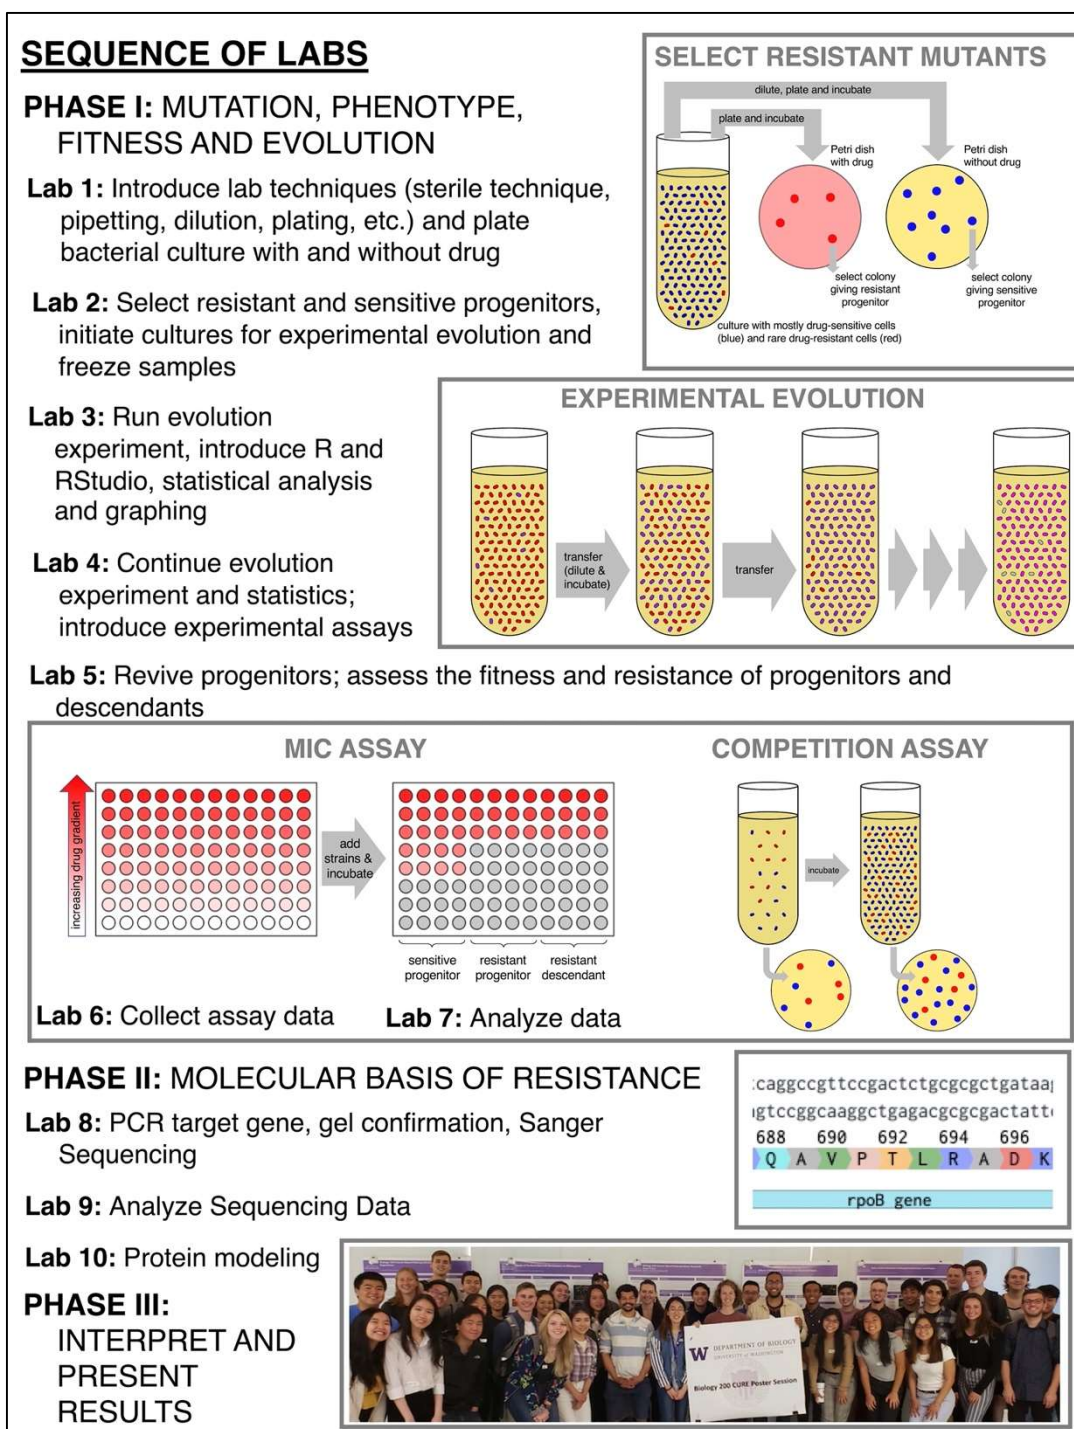 SEQUENCE OF LABS
PHASE I: MUTATION, PHENOTYPE,
FITNESS AND EVOLUTION
Lab 1: Introduce lab techniques (sterile technique,
pipetting, dilution, plating, etc.) and plate
bacterial culture with and without drug
Lab 2: Select resistant and sensitive progenitors,
initiate cultures for experimental evolution and
freeze samples
SELECT RESISTANT MUTANTS
dilute, plate and incubate
plate and incubate
Petri dish
with drug
Petri dish
without drug
select colony
giving resistant
progenitor
select colony
giving sensitive
progenitor
culture with mostly drug-sensitive cells
(blue) and rare drug-resistant cells (red)
Lab 3: Run evolution
experiment, introduce R and
RStudio, statistical analysis
and graphing
Lab 4: Continue evolution
experiment and statistics;
introduce experimental assays
EXPERIMENTAL EVOLUTION
transfer
(dilute &
incubate)
transfer
Lab 5: Revive progenitors; assess the fitness and resistance of progenitors and
descendants
MIC ASSAY
increasing drug gradient
add
strains &
incubate
sensitive
progenitor
resistant
progenitor
resistant
descendant
COMPETITION ASSAY
incubate
Lab 6: Collect assay data
Lab 7: Analyze data
PHASE II: MOLECULAR BASIS OF RESISTANCE
Lab 8: PCR target gene, gel confirmation, Sanger
Sequencing
Lab 9: Analyze Sequencing Data
Lab 10: Protein modeling
caggccgttccgactctgcgcgctgataag
gtccggcaaggctgagacgcgcgactatt
688 690 692 694 696
Q A V P T L R A D K
rpoB gene
PHASE III:
INTERPRET AND
PRESENT
RESULTS
W DEPARTMENT OF BIOLOGY
UNIVERSITY OF WASHINGTON
Biology 200 CURE Poster Session